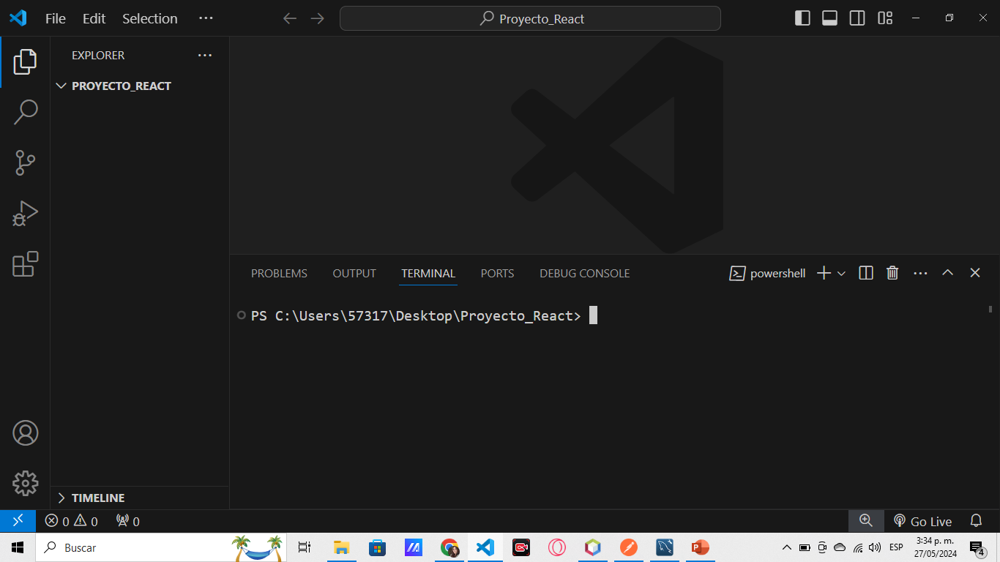 File Edit Selection ...
Proyecto_React
EXPLORER ...
PROYECTO_REACT
PROBLEMS OUTPUT TERMINAL PORTS DEBUG CONSOLE
powershell
PS C:\Users\57317\Desktop\Proyecto_React>
TIMELINE
0 0 0
Go Live
Buscar
ESP
3:34 p. m.
27/05/2024
4